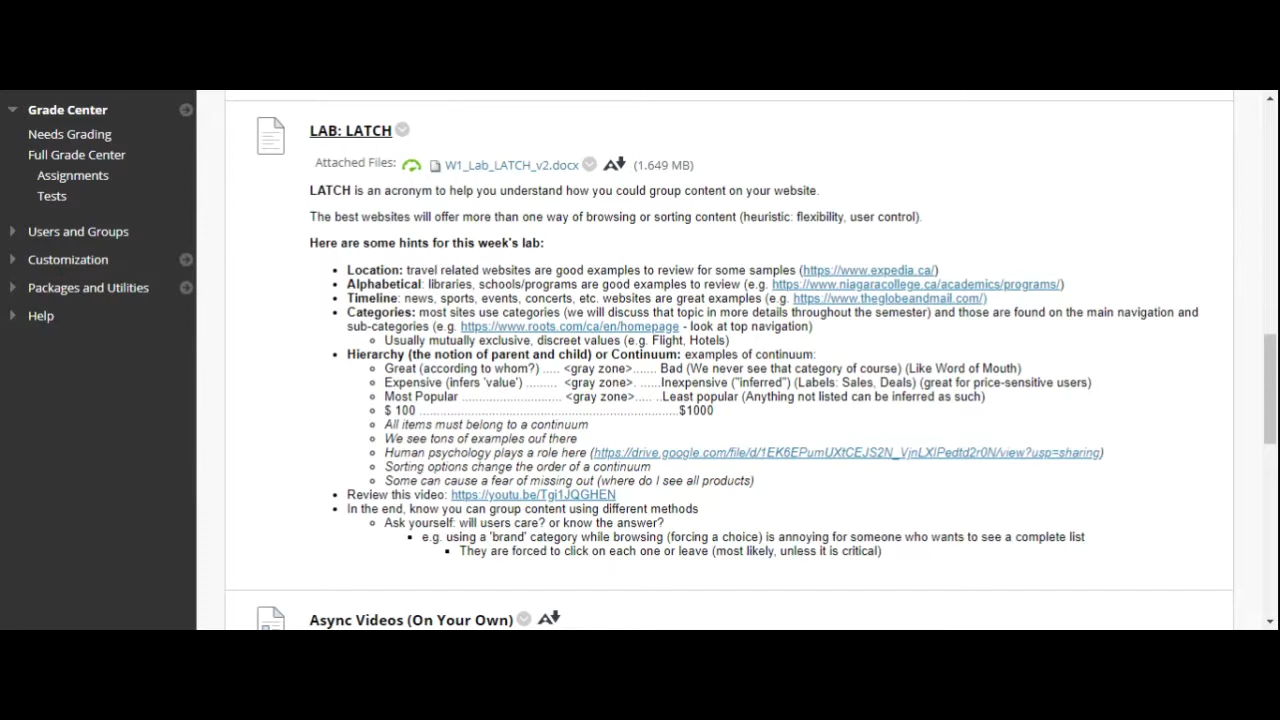 Grade Center
Needs Grading
Full Grade Center
Assignments
Tests
Users and Groups
Customization
Packages and Utilities
Help
LAB: LATCH
Attached Files: W1_Lab_LATCH_v2.docx (1.649 MB)
LATCH is an acronym to help you understand how you could group content on your website.
The best websites will offer more than one way of browsing or sorting content (heuristic: flexibility, user control).
Here are some hints for this week's lab:
Location: travel related websites are good examples to review for some samples (https://www.expedia.ca/)
Alphabetical: libraries, schools/programs are good examples to review (e.g. https://www.niagaracollege.ca/academics/programs/)
Timeline: news, sports, events, concerts, etc. websites are great examples (e.g. https://www.theglobeandmail.com/)
Categories: most sites use categories (we will discuss that topic in more details throughout the semester) and those are found on the main navigation and
sub-categories (e.g. https://www.roots.com/ca/en/homepage - look at top navigation)
Usually mutually exclusive, discreet values (e.g. Flight, Hotels)
Hierarchy (the notion of parent and child) or Continuum: examples of continuum:
Great (according to whom?) ..... <gray zone>....... Bad (We never see that category of course) (Like Word of Mouth)
Expensive (infers 'value') ......... <gray zone>. ......Inexpensive ("inferred") (Labels: Sales, Deals) (great for price-sensitive users)
Most Popular ............................. <gray zone>..... ..Least popular (Anything not listed can be inferred as such)
$ 100 ...................................................................$1000
All items must belong to a continuum
We see tons of examples out there
Human psychology plays a role here (https://drive.google.com/file/d/1EK6EPumUXtCEJS2N_VjnLXlPedtd2r0N/view?usp=sharing)
Sorting options change the order of a continuum
Some can cause a fear of missing out (where do I see all products)
Review this video: https://youtu.be/Tgi1JQGHEN
In the end, know you can group content using different methods
Ask yourself: will users care? or know the answer?
e.g. using a 'brand' category while browsing (forcing a choice) is annoying for someone who wants to see a complete list
They are forced to click on each one or leave (most likely, unless it is critical)
Async Videos (On Your Own)